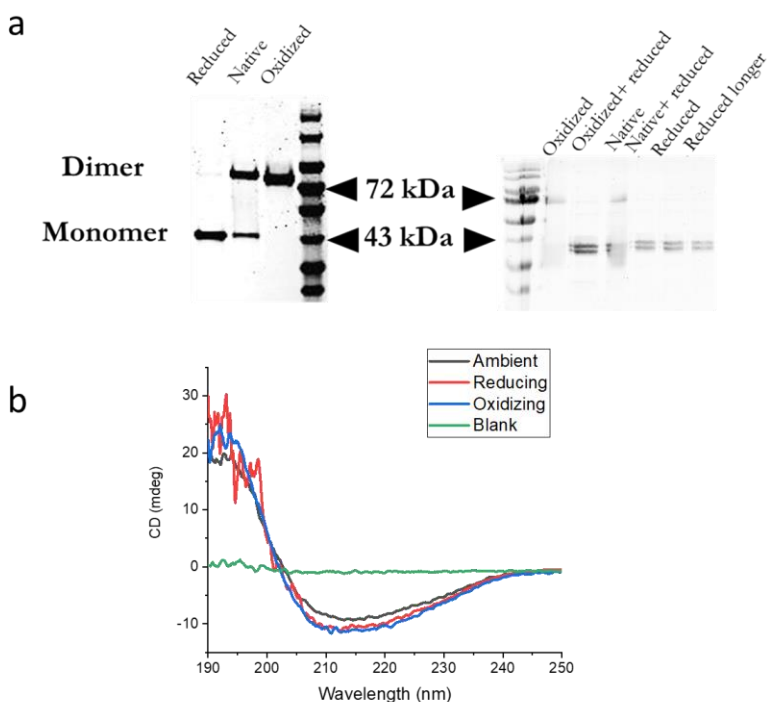 a
Reduced
Native
Oxidized
Oxidized
Oxidized+ reduced
Native
Native+ reduced
Reduced
Reduced longer
Dimer
72 kDa
Monomer
43 kDa
b
Ambient
Reducing
Oxidizing
Blank
CD (mdeg)
30
20
10
0
-10
190
200
210
220
230
240
250
Wavelength (nm)